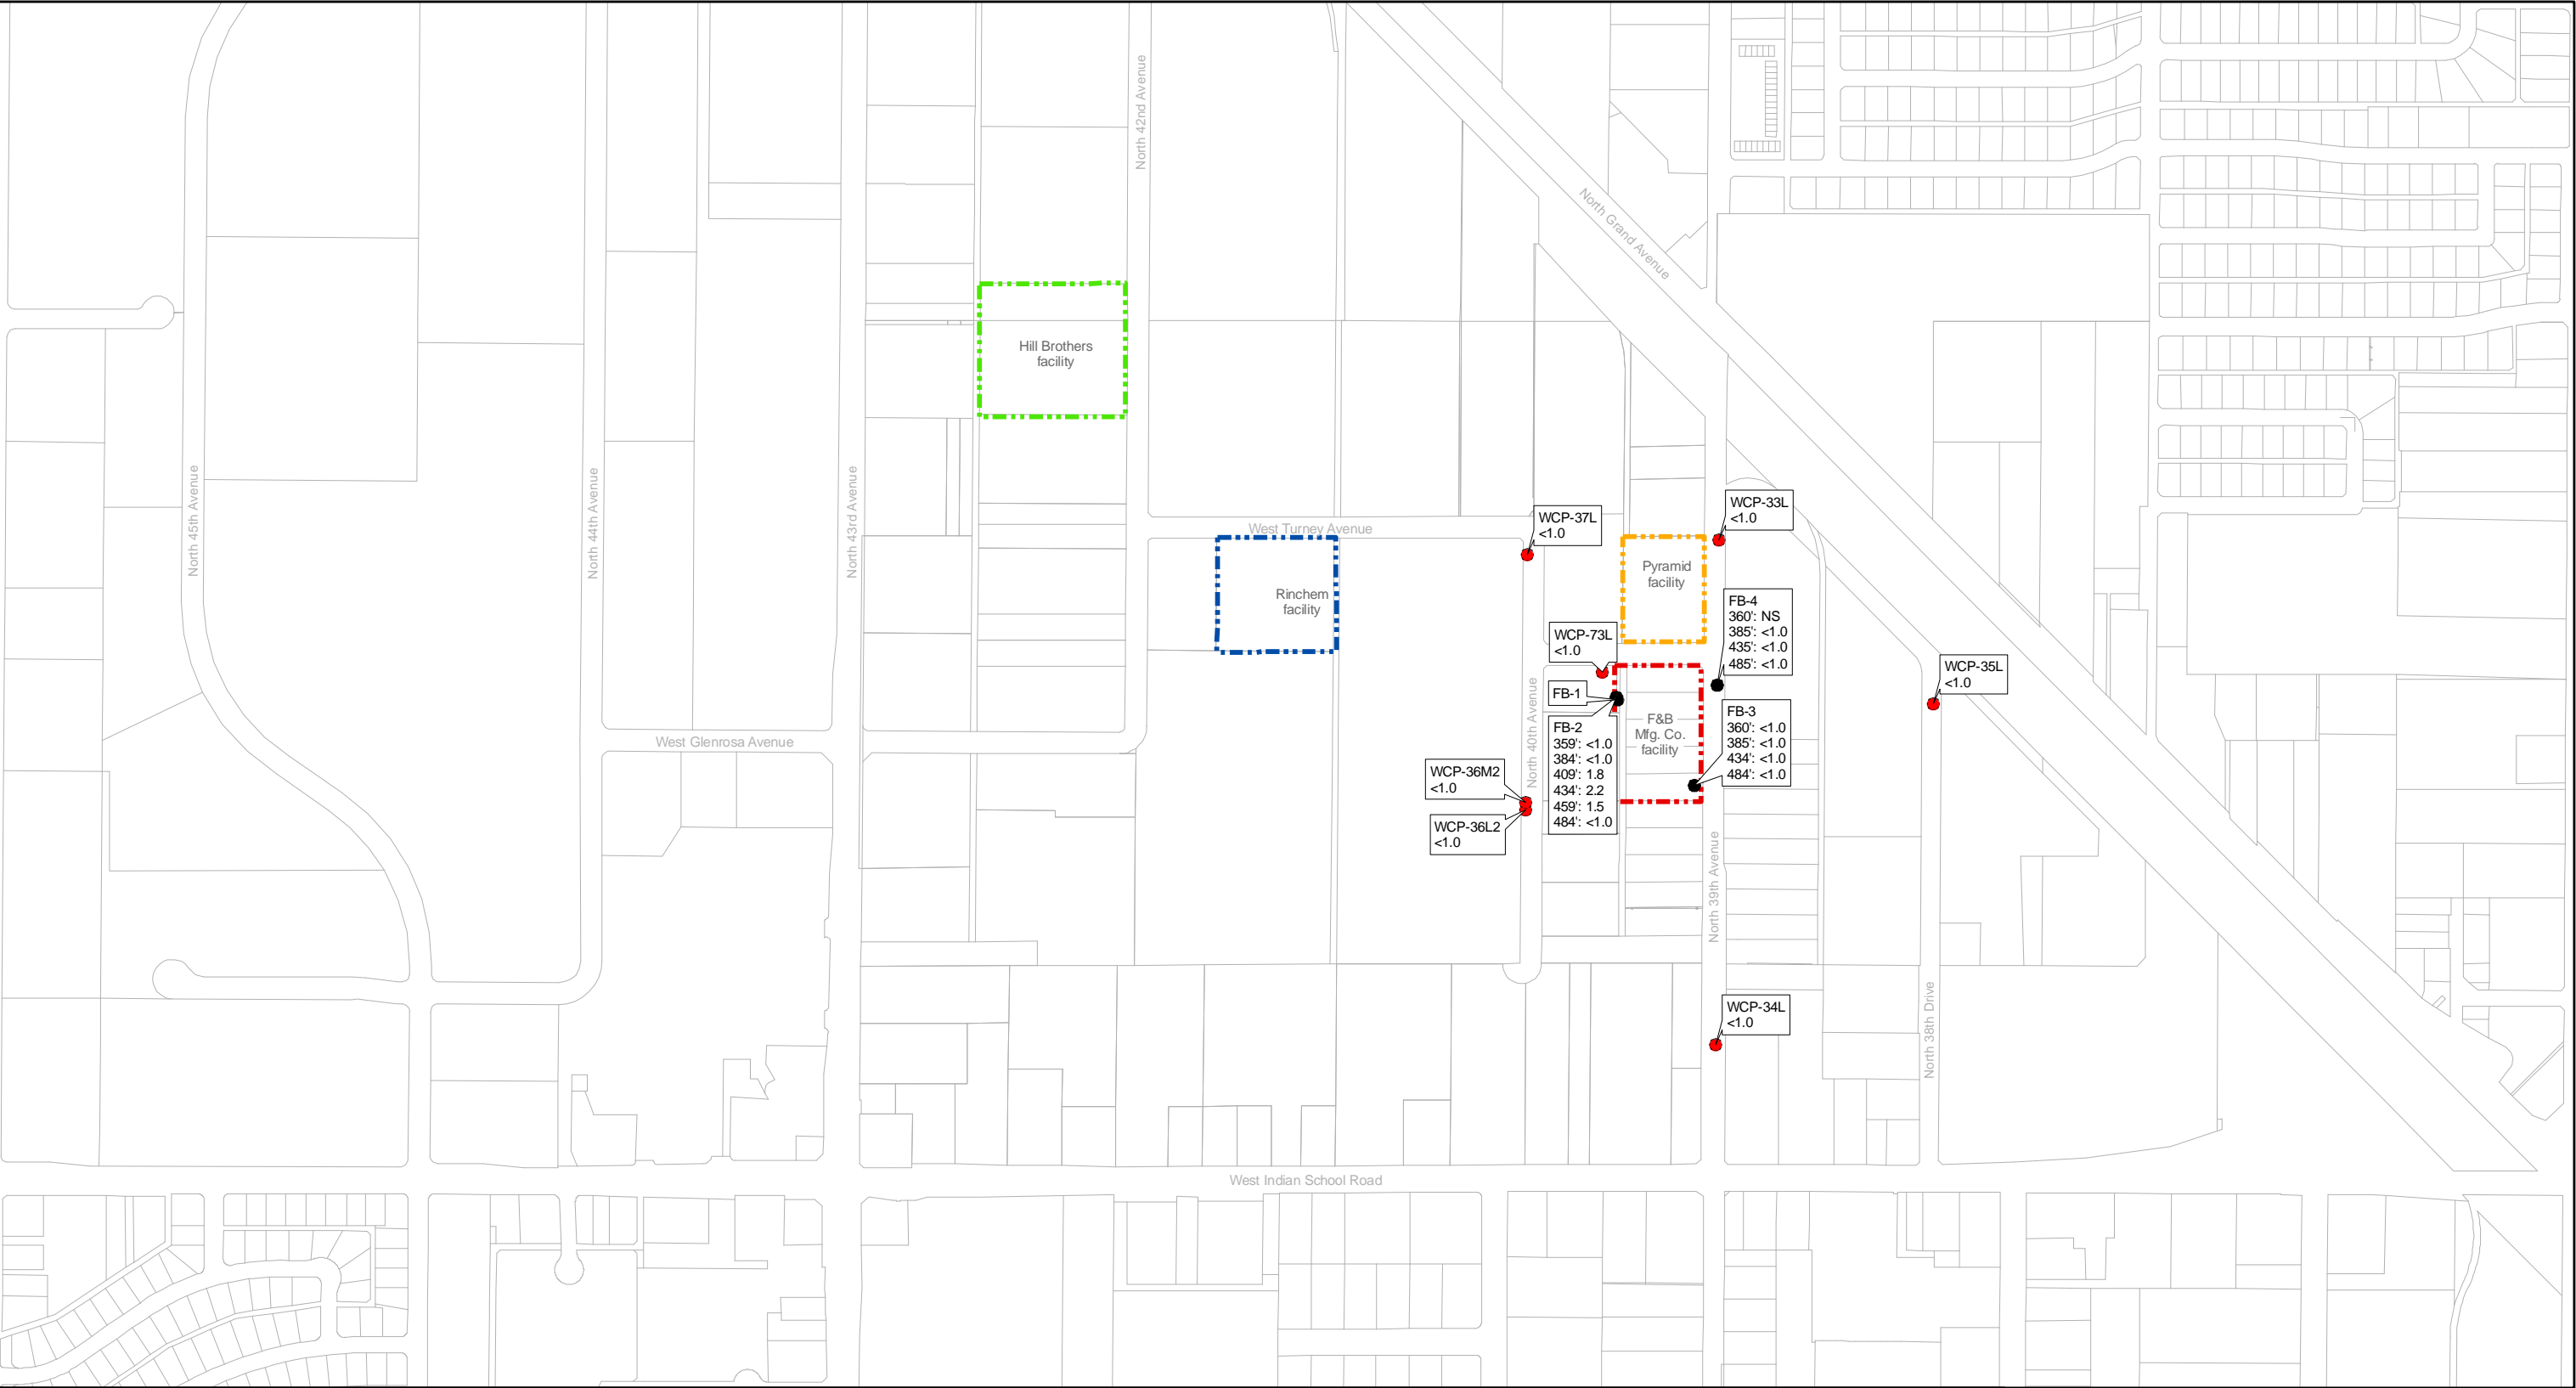 North 42nd Avenue
North Grand Avenue
Hill Brothers
facility
North 45th Avenue
North 44th Avenue
North 43rd Avenue
West Turney Avenue
WCP-37L
<1.0
WCP-33L
<1.0
Rinchem
facility
Pyramid
facility
FB-4
360': NS
385': <1.0
435': <1.0
485': <1.0
WCP-73L
<1.0
WCP-35L
<1.0
FB-1
North 40th Avenue
FB-2
359': <1.0
384': <1.0
409': 1.8
434': 2.2
459': 1.5
484': <1.0
F&B
Mfg. Co.
facility
FB-3
360': <1.0
385': <1.0
434': <1.0
484': <1.0
West Glenrosa Avenue
WCP-36M2
<1.0
WCP-36L2
<1.0
North 39th Avenue
WCP-34L
<1.0
North 38th Drive
West Indian School Road